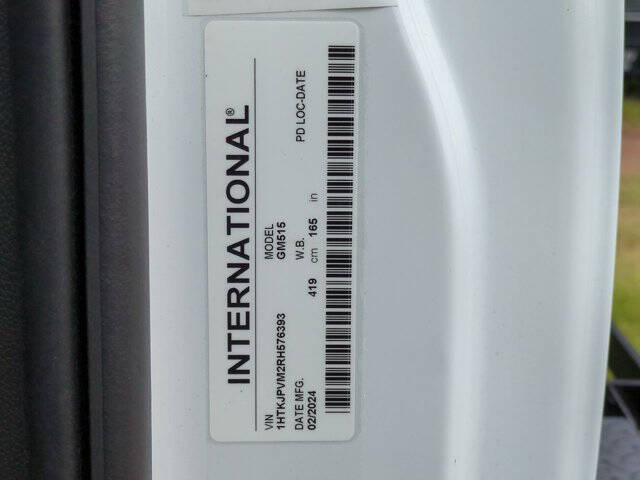 INTERNATIONAL®
VIN MODEL
1HTKJPVM2RH576393 GM515
DATE MFG. W.B. PD LOC-DATE
02/2024 419 cm 165 in